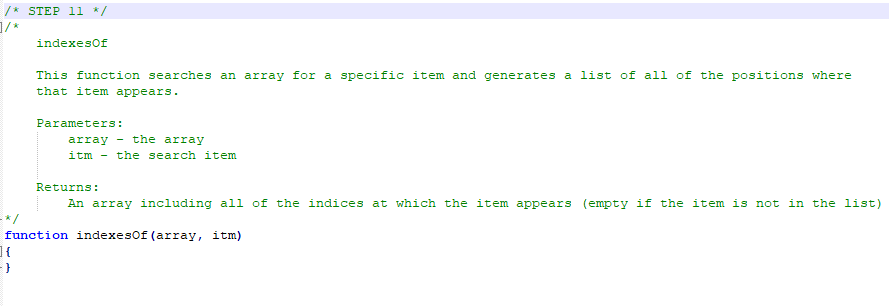 /* STEP 11 */
/*
indexesOf
This function searches an array for a specific item and generates a list of all of the positions where
that item appears.
Parameters:
array - the array
itm - the search item
Returns:
An array including all of the indices at which the item appears (empty if the item is not in the list)
*/
function indexesOf(array, itm)
{
}